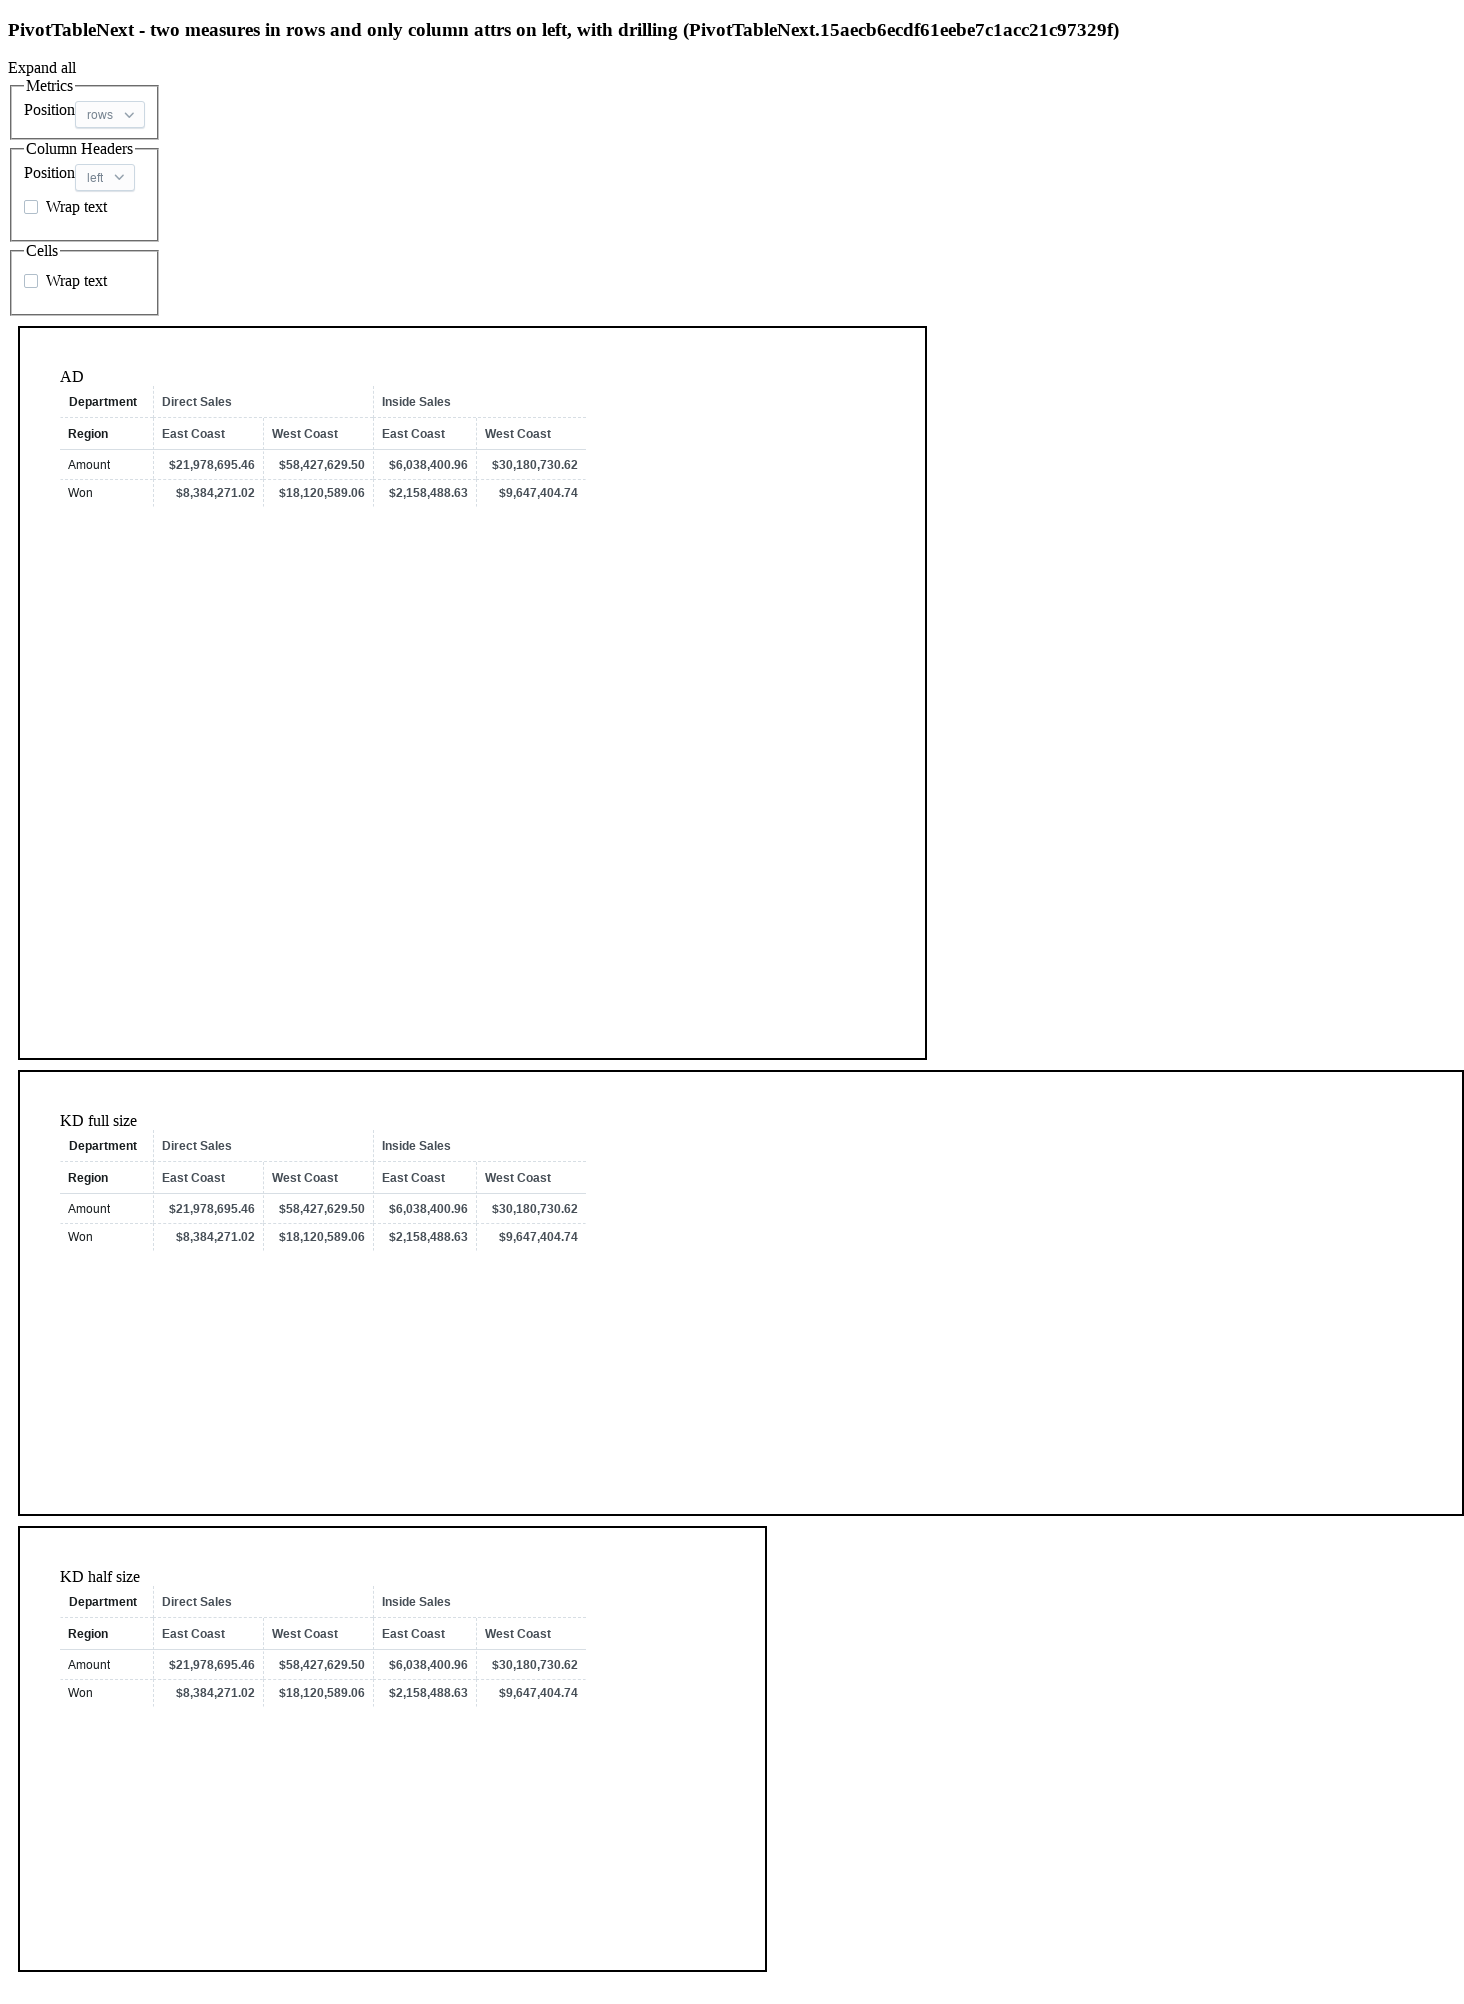 PivotTableNext - two measures in rows and only column attrs on left, with drilling (PivotTableNext.15aecb6ecdf61eebe7c1acc21c97329f)
Expand all
Metrics
Position rows
Column Headers
Position left
Wrap text
Cells
Wrap text
AD
Department Direct Sales Inside Sales
Region East Coast West Coast East Coast West Coast
Amount $21,978,695.46 $58,427,629.50 $6,038,400.96 $30,180,730.62
Won $8,384,271.02 $18,120,589.06 $2,158,488.63 $9,647,404.74
KD full size
Department Direct Sales Inside Sales
Region East Coast West Coast East Coast West Coast
Amount $21,978,695.46 $58,427,629.50 $6,038,400.96 $30,180,730.62
Won $8,384,271.02 $18,120,589.06 $2,158,488.63 $9,647,404.74
KD half size
Department Direct Sales Inside Sales
Region East Coast West Coast East Coast West Coast
Amount $21,978,695.46 $58,427,629.50 $6,038,400.96 $30,180,730.62
Won $8,384,271.02 $18,120,589.06 $2,158,488.63 $9,647,404.74